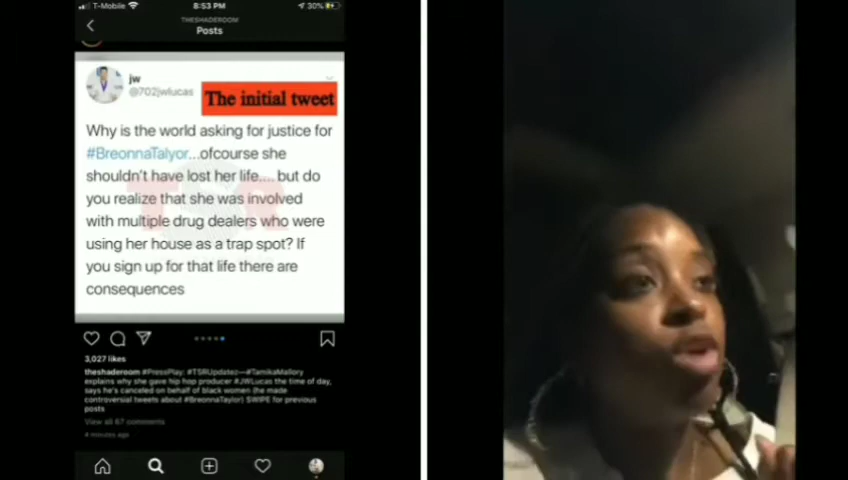 T-Mobile
8:53 PM
30%
THESHADEROOM
Posts
jw
@702jwlucas
The initial tweet
Why is the world asking for justice for
#BreonnaTalyor...ofcourse she
shouldn't have lost her life.... but do
you realize that she was involved
with multiple drug dealers who were
using her house as a trap spot? If
you sign up for that life there are
consequences
TSR
3,027 likes
theshaderoom #PressPlay: #TSRUpdatez—#TamikaMallory
explains why she gave hip hop producer #JWLucas the time of day,
says he's canceled on behalf of black women (he made
controversial tweets about #BreonnaTaylor) SWIPE for previous
posts
View all 67 comments
4 minutes ago